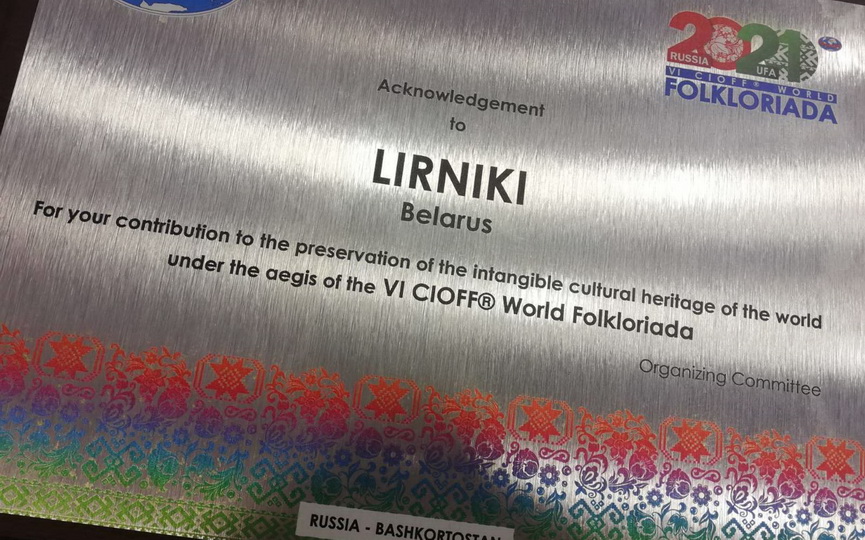 2021
RUSSIA
UFA
VI CIOFF® WORLD
FOLKLORIADA
Acknowledgement
to
LIRNIKI
Belarus
For your contribution to the preservation of the intangible cultural heritage of the world
under the aegis of the VI CIOFF® World Folkloriada
Organizing Committee
RUSSIA - BASHKORTOSTAN